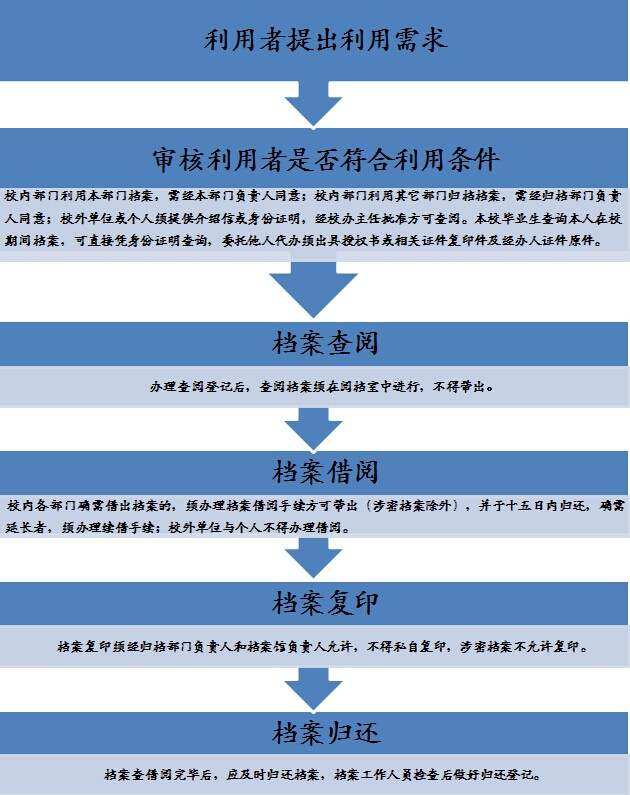 利用者提出利用需求
审核利用者是否符合利用条件
校内部门利用本部门档案，需经本部门负责人同意；校内部门利用其它部门归档档案，需经归档部门负责
人同意；校外单位或个人须提供介绍信或身份证明，经校办主任批准方可查阅。本校毕业生查询本人在校
期间档案，可直接凭身份证明查询，委托他人代办须出具授权书或相关证件复印件及经办人证件原件。
档案查阅
办理查阅登记后，查阅档案须在阅档室中进行，不得带出。
档案借阅
校内各部门确需借出档案的，须办理档案借阅手续方可带出（涉密档案除外），并于十五日内归还，确需
延长者，须办理续借手续；校外单位与个人不得办理借阅。
档案复印
档案复印须经归档部门负责人和档案馆负责人允许，不得私自复印，涉密档案不允许复印。
档案归还
档案查借阅完毕后，应及时归还档案，档案工作人员检查后做好归还登记。